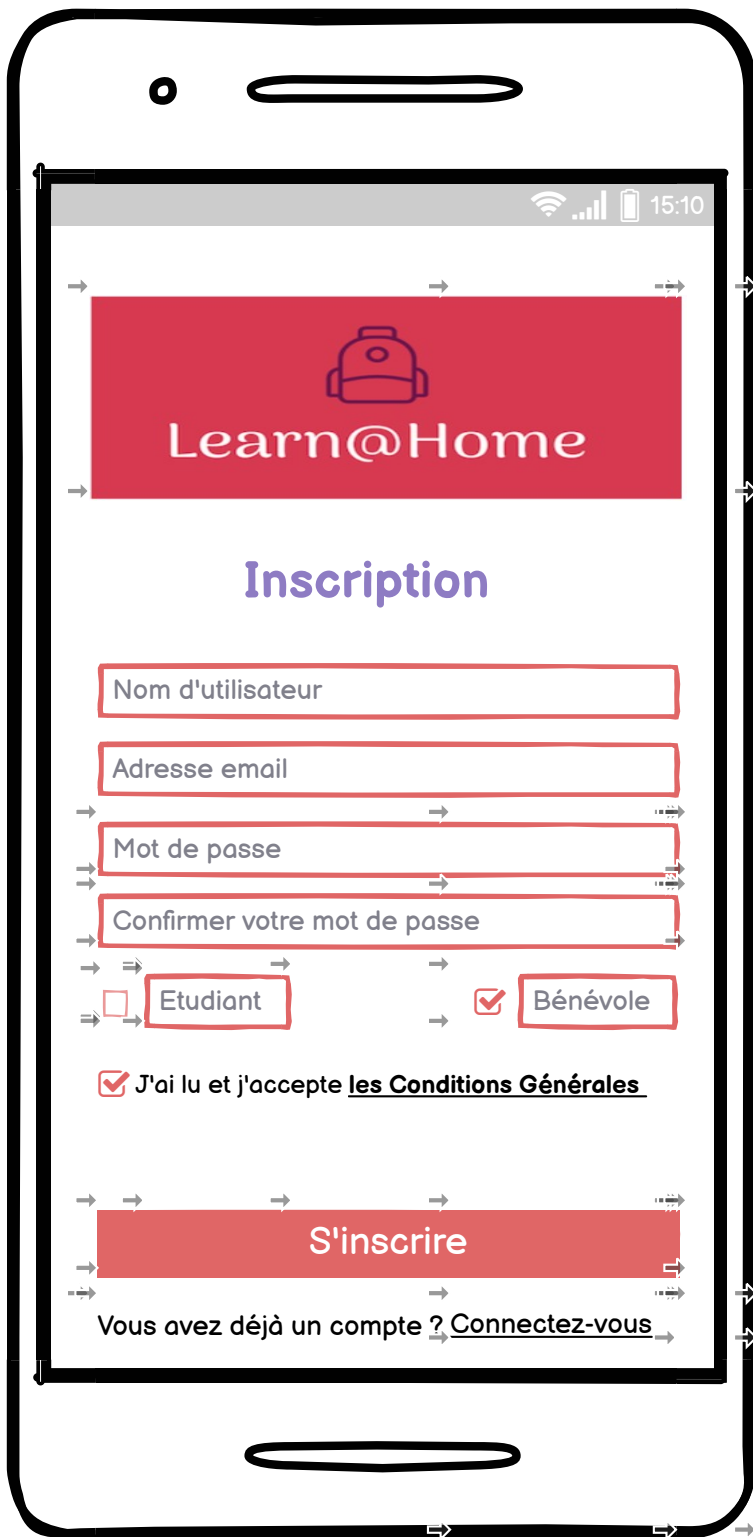 15:10
Learn@Home
Inscription
Nom d'utilisateur
Adresse email
Mot de passe
Confirmer votre mot de passe
Etudiant Bénévole
J'ai lu et j'accepte les Conditions Générales
S'inscrire
Vous avez déjà un compte ? Connectez-vous